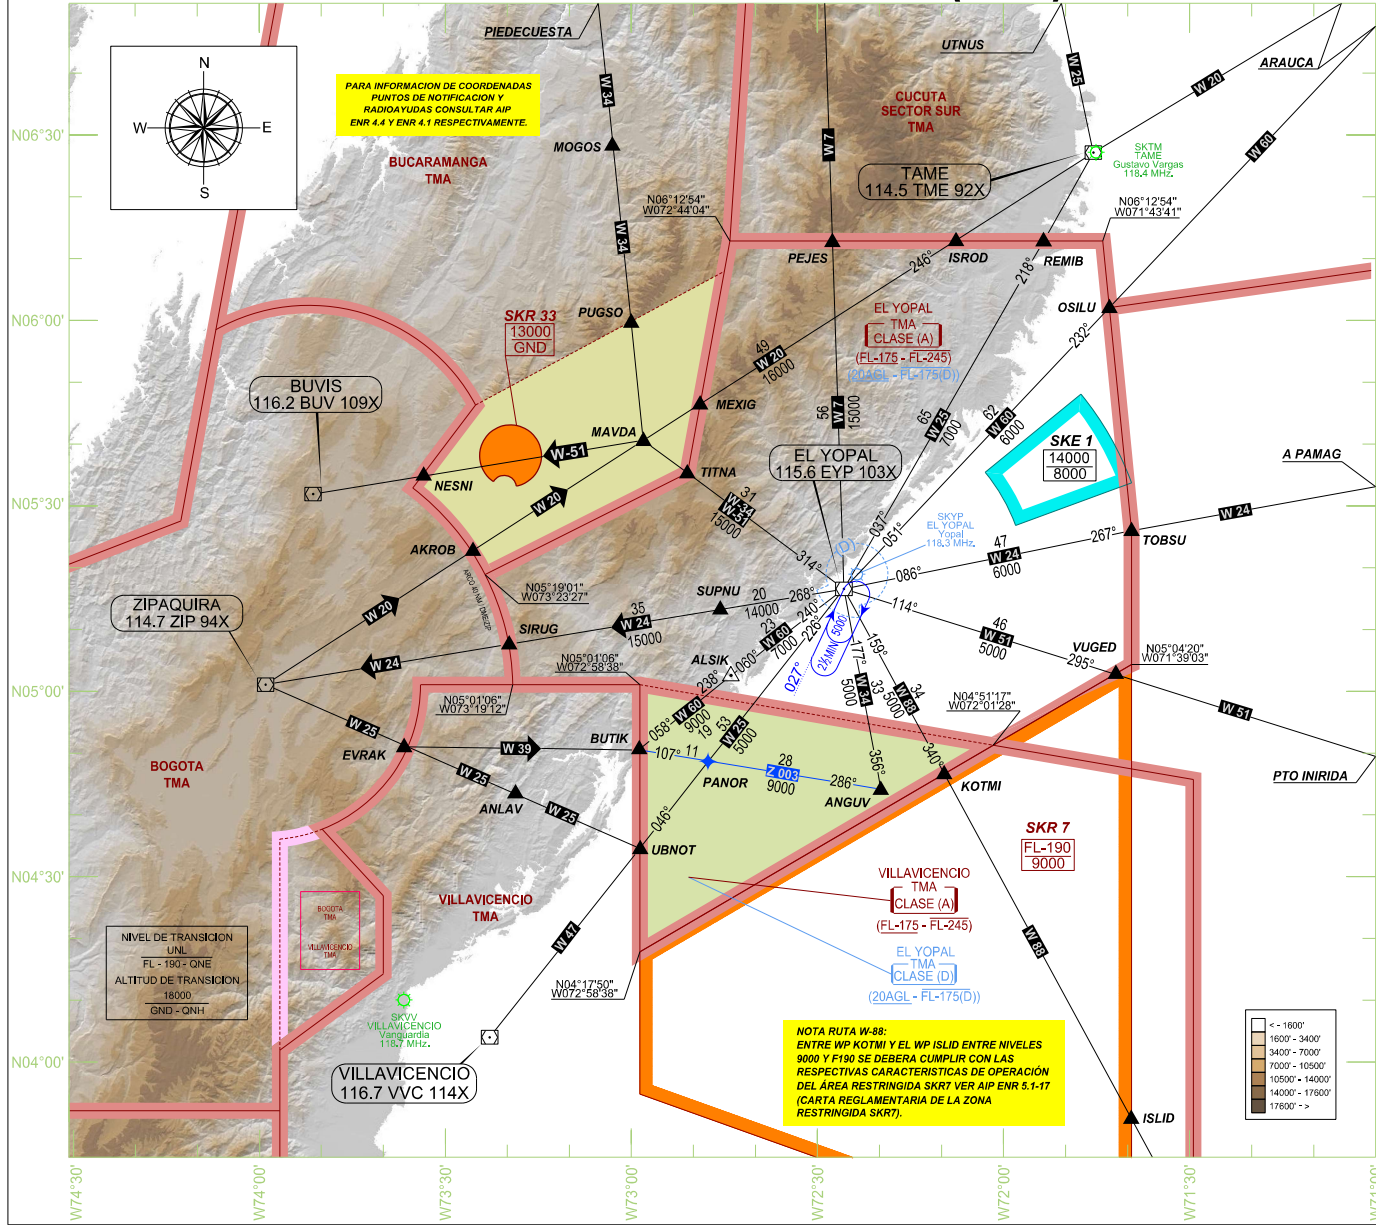 PIEDECUESTA
UTNUS
ARAUCA
N
W
E
S
PARA INFORMACION DE COORDENADAS
PUNTOS DE NOTIFICACION Y
RADIOAYUDAS CONSULTAR AIP
ENR 4.4 Y ENR 4.1 RESPECTIVAMENTE.
W 34
W 7
W 25
W 20
W 60
CUCUTA
SECTOR SUR
TMA
N06°30'
MOGOS
BUCARAMANGA
TMA
TAME
114.5 TME 92X
SKTM
TAME
Gustavo Vargas
118.4 MHz.
N06°12'54"
W072°44'04"
N06°12'54"
W071°43'41"
W 34
PEJES
246°
ISROD
218°
REMIB
N06°00'
PUGSO
SKR 33
13000
GND
EL YOPAL
TMA
CLASE (A)
(FL-175 - FL-245)
(20AGL - FL-175(D))
OSILU
232°
49
W 20
16000
BUVIS
116.2 BUV 109X
MEXIG
56
W 7
15000
65
W 25
7000
62
W 60
6000
SKE 1
14000
8000
MAVDA
W-51
EL YOPAL
115.6 EYP 103X
A PAMAG
NESNI
TITNA
N05°30'
31
W 34
W 51
15000
W 20
SKYP
EL YOPAL
Yopal
118.3 MHz.
W 24
037°
051°
47
W 24
6000
267°
TOBSU
AKROB
(D)
314°
086°
ARCO 40 NM / DMEZIP
N05°19'01"
W073°23'27"
ZIPAQUIRA
114.7 ZIP 94X
W 20
SUPNU
20
14000
268°
240°
226°
114°
35
W 24
15000
SIRUG
23
W 60
7000
2½MIN
5000
159°
177°
46
W 51
5000
VUGED
295°
N05°04'20"
W071°39'03"
W 24
N05°01'06"
W072°58'38"
ALSIK
060°
238°
027°
N05°00'
N05°01'06"
W073°19'12"
W 34
33
5000
34
W 88
5000
N04°51'17"
W072°01'28"
W 51
W 25
W 60
9000
19
53
W 25
5000
058°
EVRAK
W 39
BUTIK
107°
11
28
Z 003
9000
286°
356°
340°
BOGOTA
TMA
W 25
PANOR
ANGUV
KOTMI
PTO INIRIDA
ANLAV
W 25
046°
SKR 7
FL-190
9000
UBNOT
N04°30'
VILLAVICENCIO
TMA
VILLAVICENCIO
TMA
CLASE (A)
(FL-175 - FL-245)
BOGOTA
TMA
VILLAVICENCIO
TMA
NIVEL DE TRANSICION
UNL
FL - 190 - QNE
ALTITUD DE TRANSICION
18000
GND - QNH
W 47
W 88
EL YOPAL
TMA
CLASE (D)
(20AGL - FL-175(D))
N04°17'50"
W072°58'38"
SKVV
VILLAVICENCIO
Vanguardia
118.7 MHz.
N04°00'
VILLAVICENCIO
116.7 VVC 114X
NOTA RUTA W-88:
ENTRE WP KOTMI Y EL WP ISLID ENTRE NIVELES
9000 Y F190 SE DEBERA CUMPLIR CON LAS
RESPECTIVAS CARACTERISTICAS DE OPERACIÓN
DEL ÁREA RESTRINGIDA SKR7 VER AIP ENR 5.1-17
(CARTA REGLAMENTARIA DE LA ZONA
RESTRINGIDA SKR7).
< - 1600'
1600' - 3400'
3400' - 7000'
7000' - 10500'
10500' - 14000'
14000' - 17600'
17600' - >
ISLID
W74°30'
W74°00'
W73°30'
W73°00'
W72°30'
W72°00'
W71°30'
W71°00'